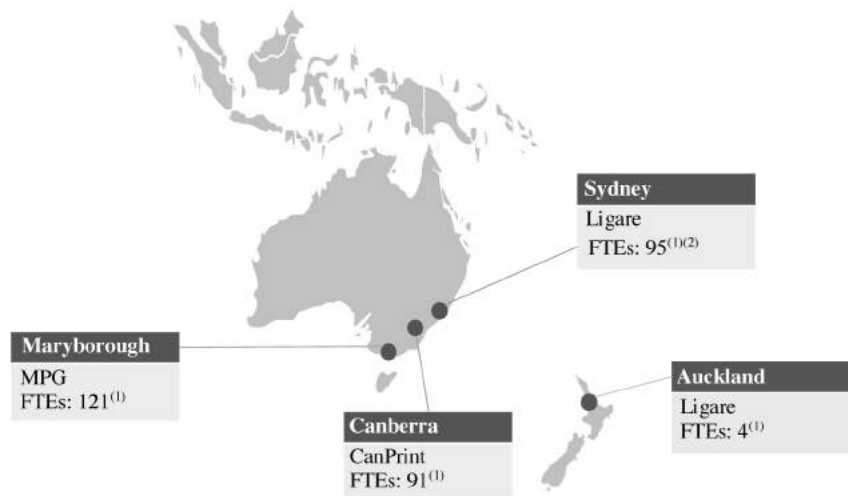 Sydney
Ligare
FTEs: 95(1)(2)
Maryborough
MPG
FTEs: 121(1)
Canberra
CanPrint
FTEs: 91(1)
Auckland
Ligare
FTEs: 4(1)